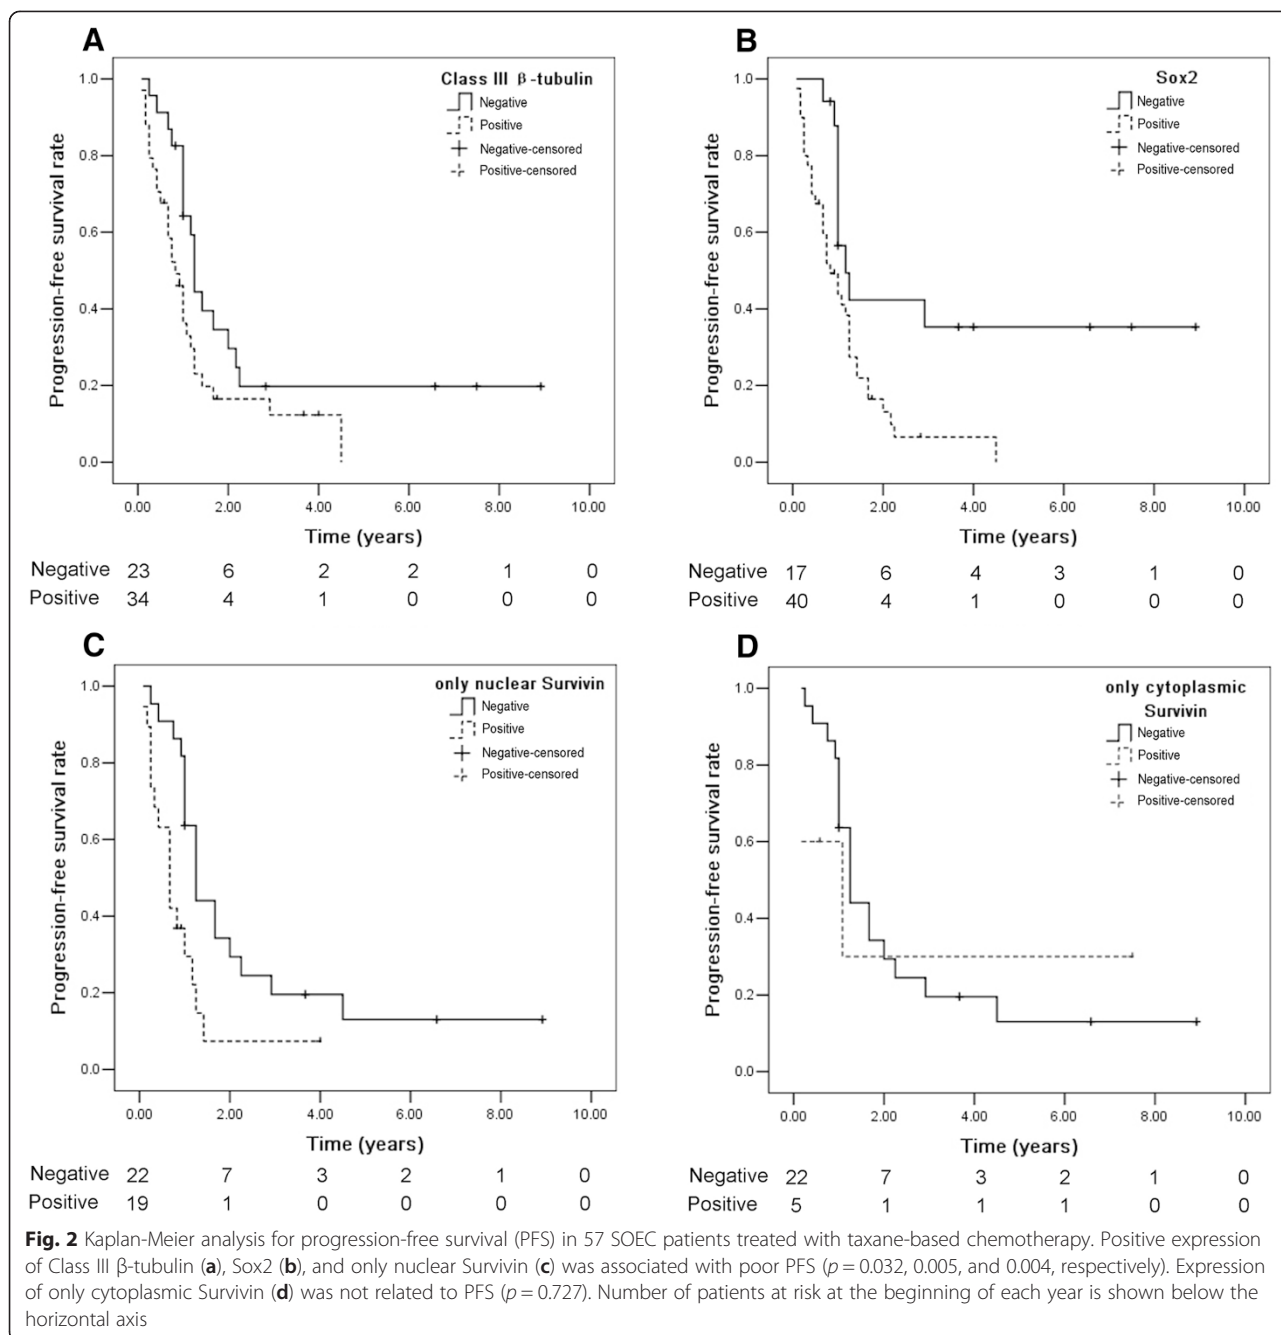 A
Class III β-tubulin
Negative
Positive
Negative-censored
Positive-censored
Progression-free survival rate
1.0
0.8
0.6
0.4
0.2
0.0
0.00 2.00 4.00 6.00 8.00 10.00
Time (years)
Negative 23 6 2 2 1 0
Positive 34 4 1 0 0 0
B
Sox2
Negative
Positive
Negative-censored
Positive-censored
Progression-free survival rate
1.0
0.8
0.6
0.4
0.2
0.0
0.00 2.00 4.00 6.00 8.00 10.00
Time (years)
Negative 17 6 4 3 1 0
Positive 40 4 1 0 0 0
C
only nuclear Survivin
Negative
Positive
Negative-censored
Positive-censored
Progression-free survival rate
1.0
0.8
0.6
0.4
0.2
0.0
0.00 2.00 4.00 6.00 8.00 10.00
Time (years)
Negative 22 7 3 2 1 0
Positive 19 1 0 0 0 0
D
only cytoplasmic
Survivin
Negative
Positive
Negative-censored
Positive-censored
Progression-free survival rate
1.0
0.8
0.6
0.4
0.2
0.0
0.00 2.00 4.00 6.00 8.00 10.00
Time (years)
Negative 22 7 3 2 1 0
Positive 5 1 1 1 0 0
Fig. 2 Kaplan-Meier analysis for progression-free survival (PFS) in 57 SOEC patients treated with taxane-based chemotherapy. Positive expression
of Class III β-tubulin (a), Sox2 (b), and only nuclear Survivin (c) was associated with poor PFS (p = 0.032, 0.005, and 0.004, respectively). Expression
of only cytoplasmic Survivin (d) was not related to PFS (p = 0.727). Number of patients at risk at the beginning of each year is shown below the
horizontal axis